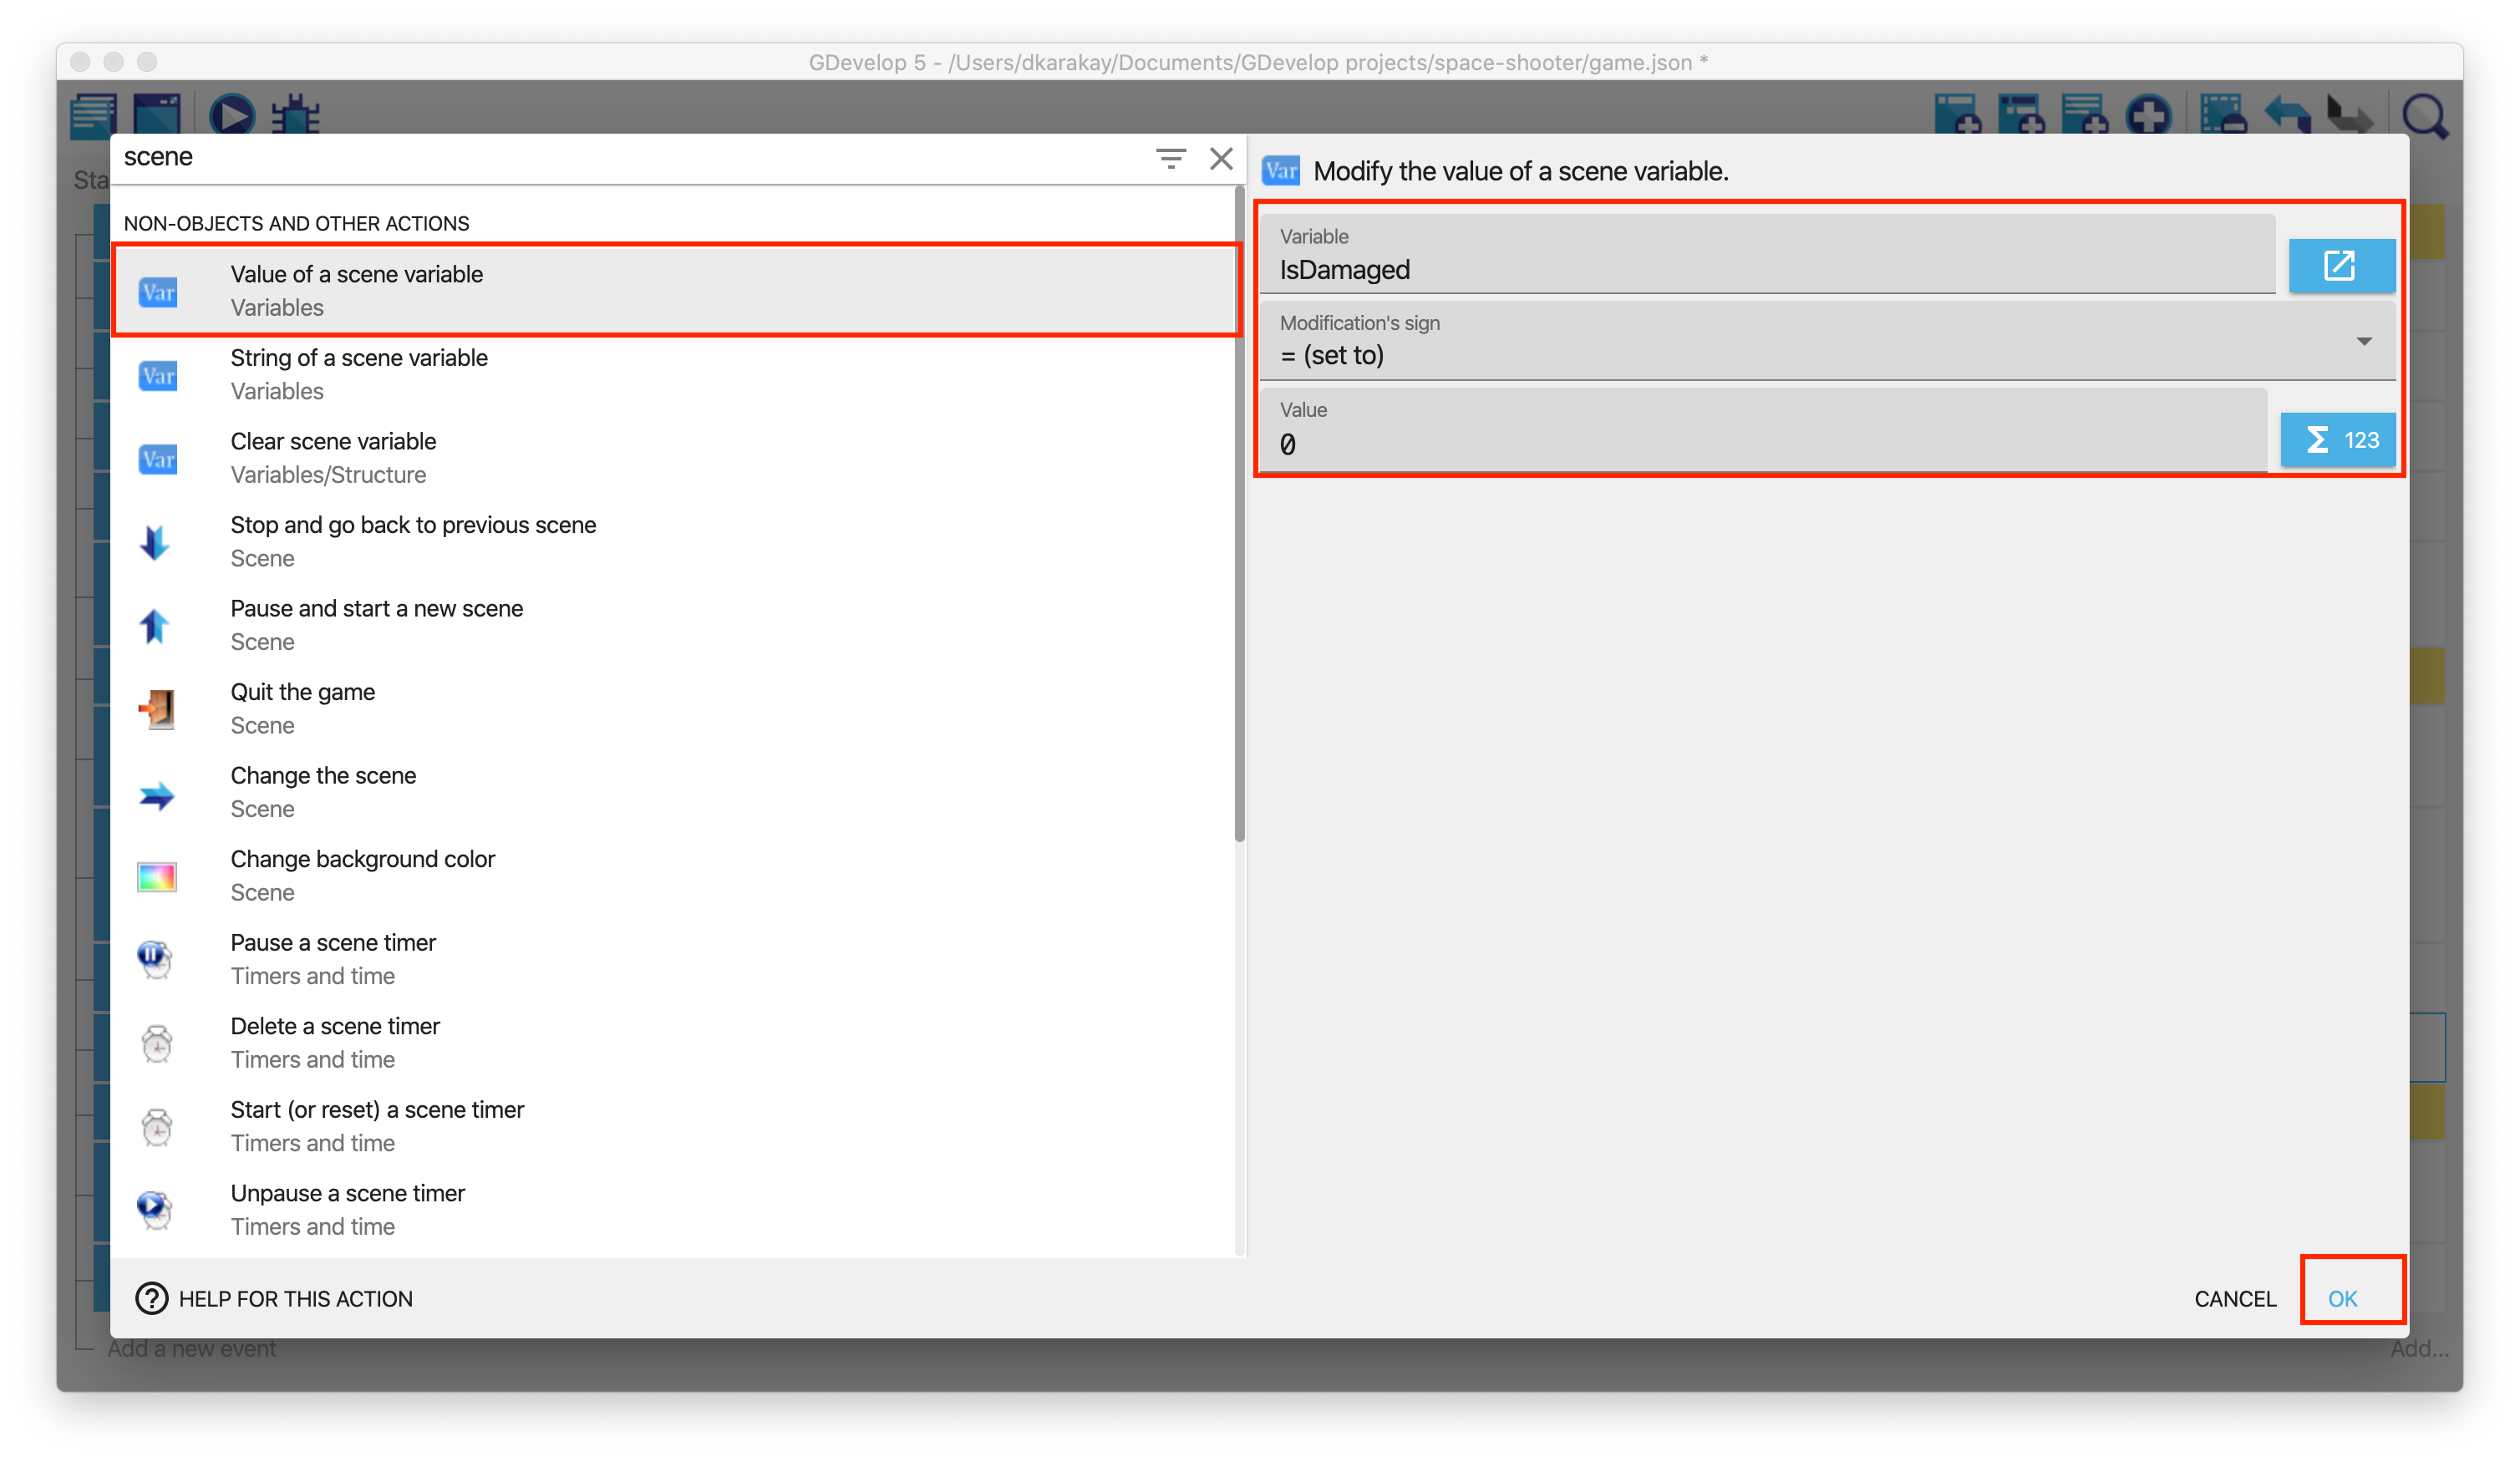 GDevelop 5 - /Users/dkarakay/Documents/GDevelop projects/space-shooter/game.json *
Sta
scene
NON-OBJECTS AND OTHER ACTIONS
Var
Value of a scene variable
Variables
Var
String of a scene variable
Variables
Var
Clear scene variable
Variables/Structure
Stop and go back to previous scene
Scene
Pause and start a new scene
Scene
Quit the game
Scene
Change the scene
Scene
Change background color
Scene
Pause a scene timer
Timers and time
Delete a scene timer
Timers and time
Start (or reset) a scene timer
Timers and time
Unpause a scene timer
Timers and time
Var Modify the value of a scene variable.
Variable
IsDamaged
Modification's sign
= (set to)
Value
0
Σ 123
? HELP FOR THIS ACTION
CANCEL
OK
Add a new event
Add...